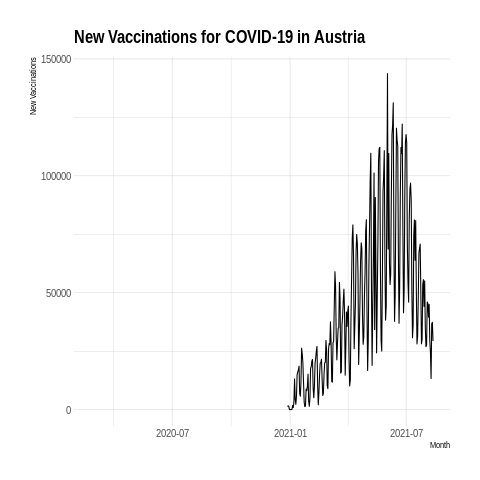 New Vaccinations for COVID-19 in Austria
New Vaccinations
150000
100000
50000
0
2020-07 2021-01 2021-07
Month